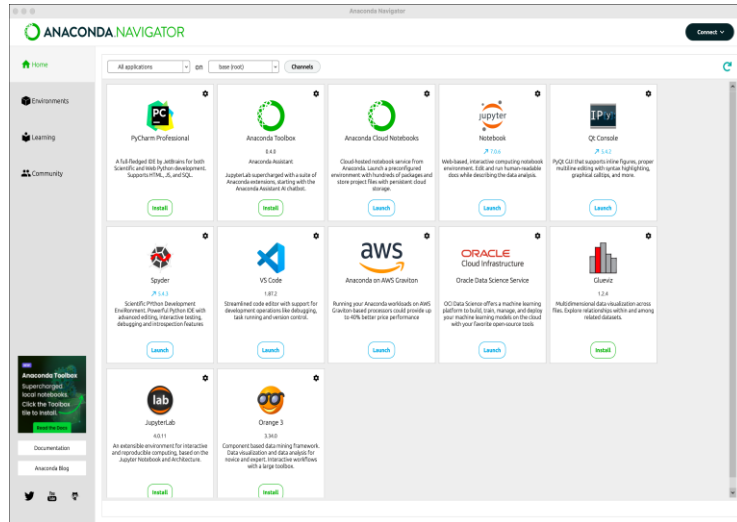 Anaconda Navigator
ANACONDA.NAVIGATOR
Connect
Home
All applications
on
base (root)
Channels
Environments
Learning
Community
PC
PyCharm Professional
A full-fledged IDE by JetBrains for both
Scientific and Web Python development.
Supports HTML, JS, and SQL.
Install
Anaconda Toolbox
0.4.0
Anaconda Assistant
JupyterLab supercharged with a suite of
Anaconda extensions, starting with the
Anaconda Assistant AI chatbot.
Install
Anaconda Cloud Notebooks
Cloud-hosted notebook service from
Anaconda. Launch a preconfigured
environment with hundreds of packages and
store project files with persistent cloud
storage.
Launch
jupyter
Notebook
7.0.6
Web-based, interactive computing notebook
environment. Edit and run human-readable
docs while describing the data analysis.
Launch
IP[y]:
Qt Console
5.4.2
PyQt GUI that supports inline figures, proper
multiline editing with syntax highlighting,
graphical calltips, and more.
Launch
Spyder
5.4.3
Scientific PYthon Development
EnviRonment. Powerful Python IDE with
advanced editing, interactive testing,
debugging and introspection features
Launch
VS Code
1.87.2
Streamlined code editor with support for
development operations like debugging,
task running and version control.
Launch
aws
Anaconda on AWS Graviton
Running your Anaconda workloads on AWS
Graviton-based processors could provide up
to 40% better price performance
Launch
ORACLE
Cloud Infrastructure
Oracle Data Science Service
OCI Data Science offers a machine learning
platform to build, train, manage, and deploy
your machine learning models on the cloud
with your favorite open-source tools
Launch
Glueviz
1.2.4
Multidimensional data visualization across
files. Explore relationships within and among
related datasets.
Install
lab
JupyterLab
4.0.11
An extensible environment for interactive
and reproducible computing, based on the
Jupyter Notebook and Architecture.
Install
Orange 3
3.34.0
Component based data mining framework.
Data visualization and data analysis for
novice and expert. Interactive workflows
with a large toolbox.
Install
Anaconda Toolbox
Supercharged
local notebooks.
Click the Toolbox
tile to install.
Read the Docs
Documentation
Anaconda Blog
You